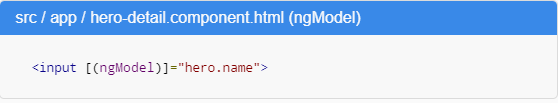 src / app / hero-detail.component.html (ngModel)
<input [(ngModel)]="hero.name">